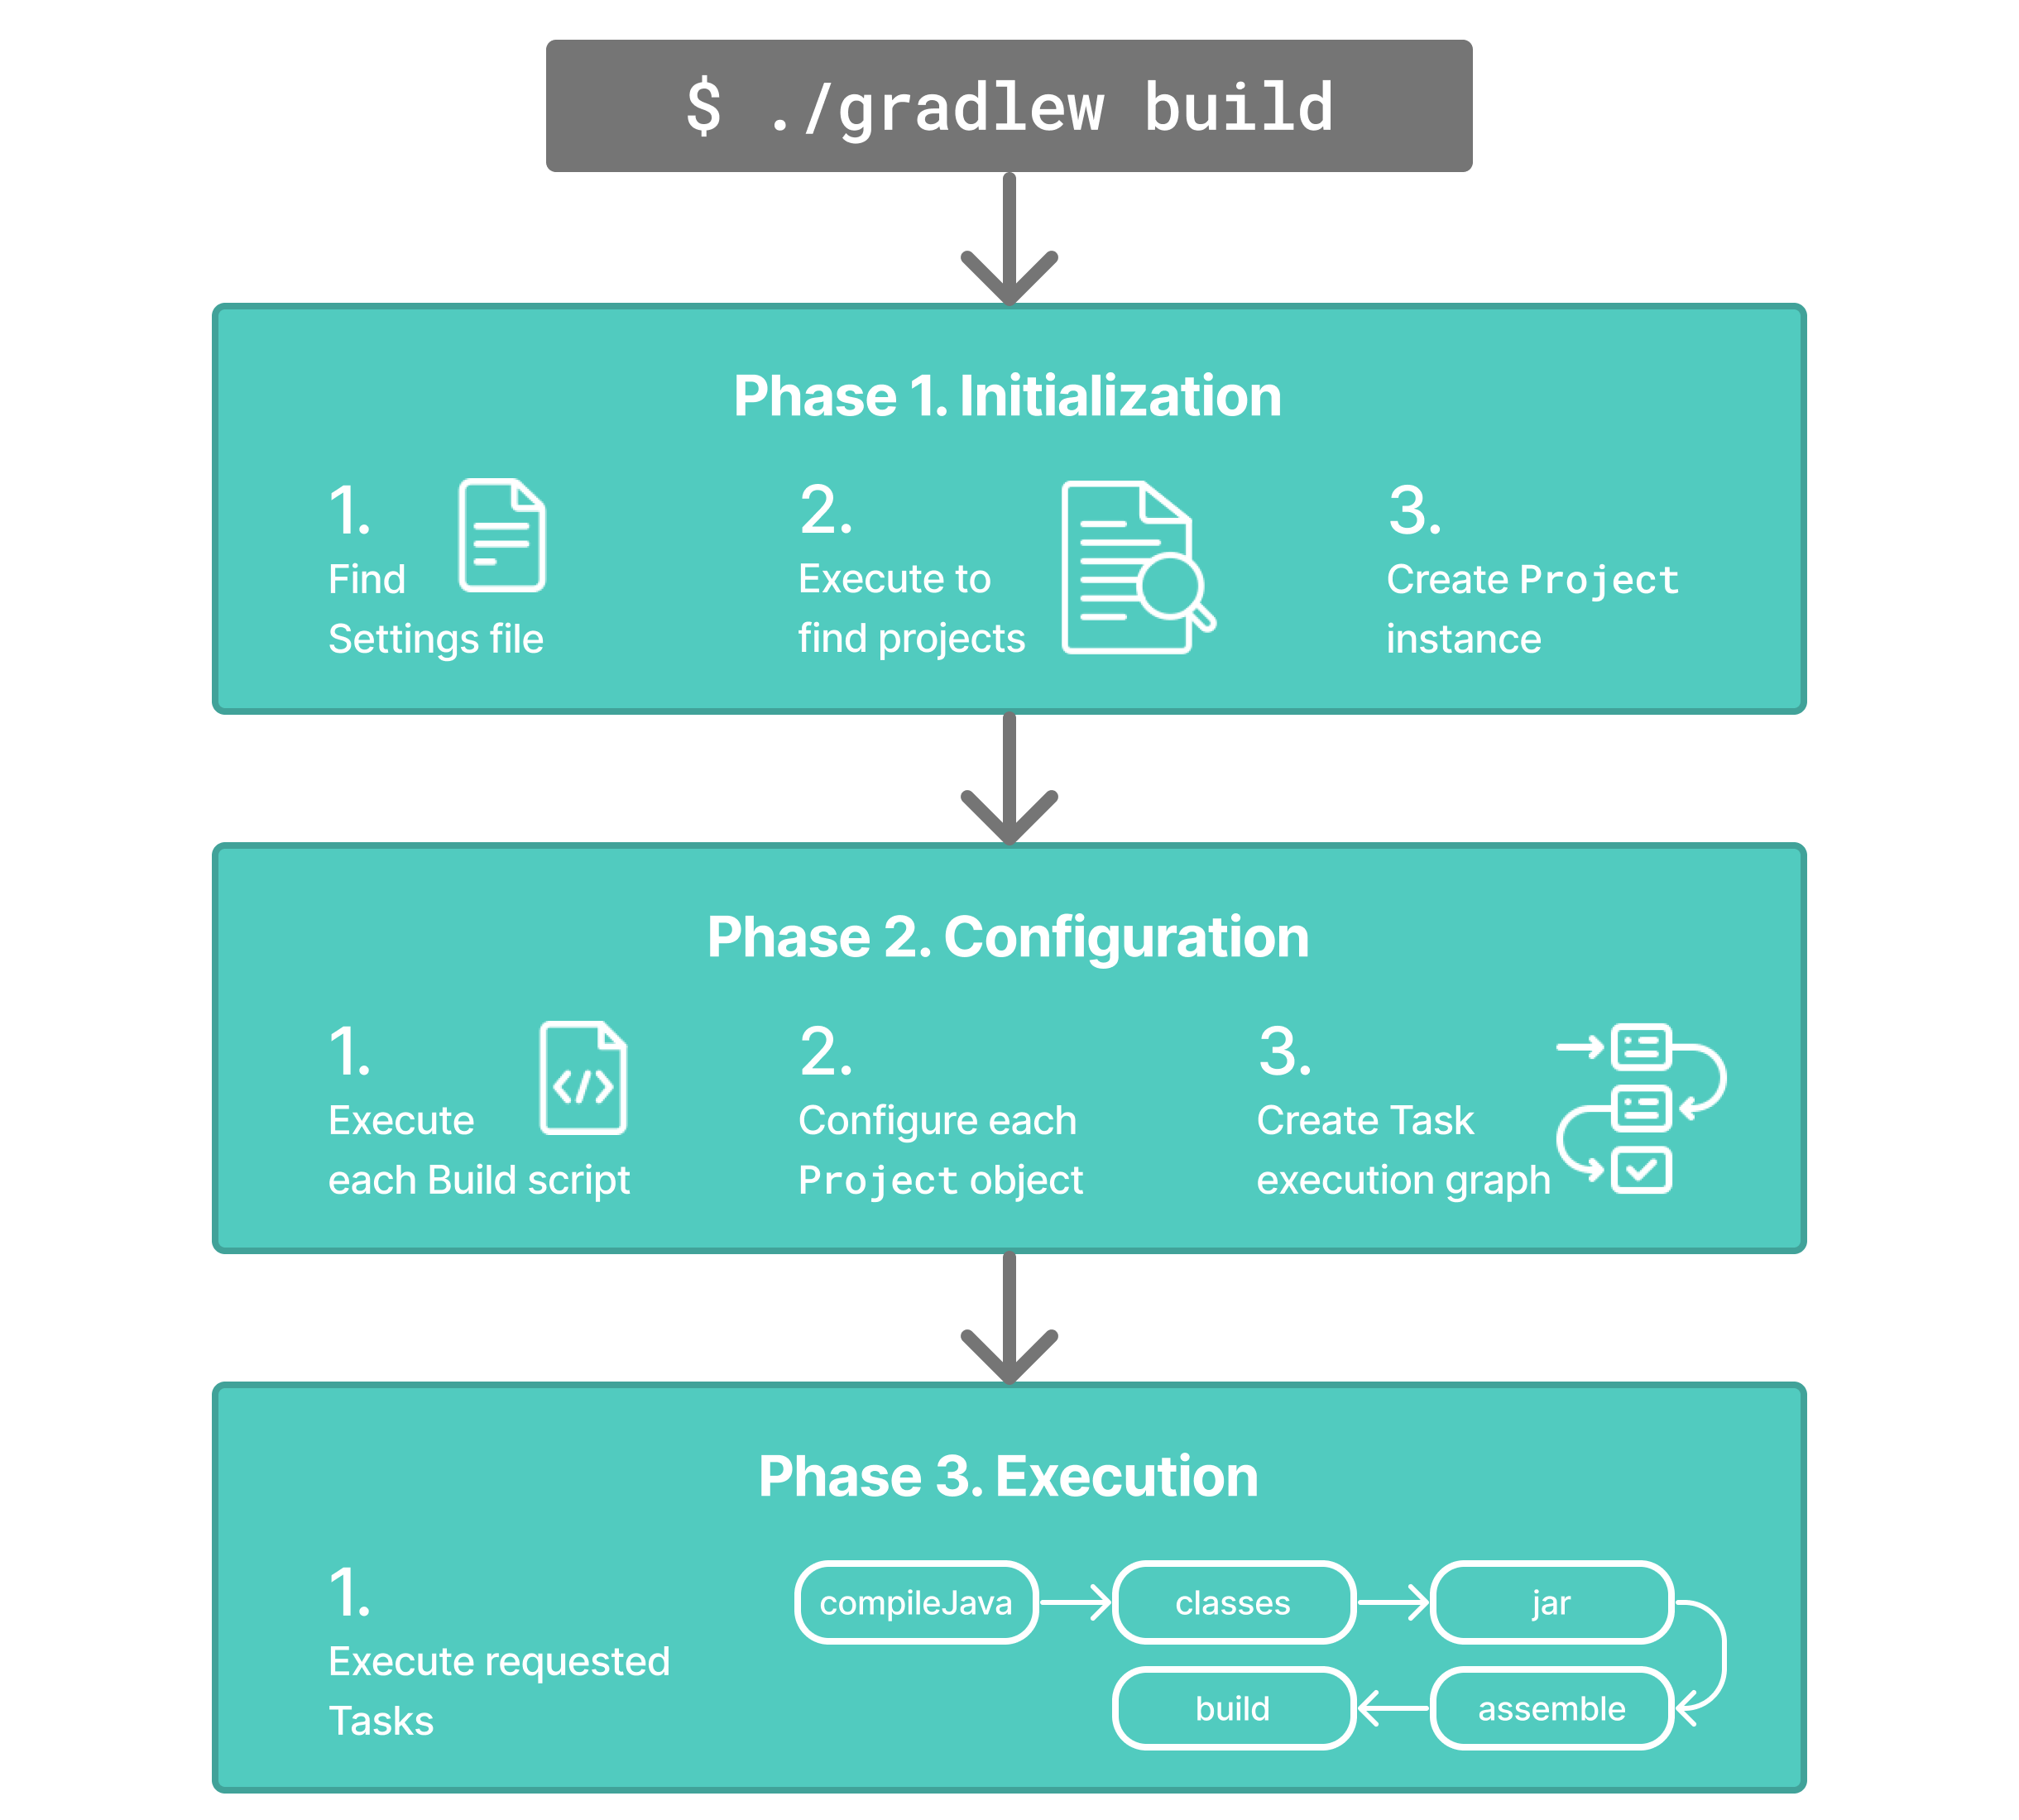 $ ./gradlew build
Phase 1. Initialization
1.
Find
Settings file
2.
Execute to
find projects
3.
Create Project
instance
Phase 2. Configuration
1.
Execute
each Build script
2.
Configure each
Project object
3.
Create Task
execution graph
Phase 3. Execution
1.
Execute requested
Tasks
compileJava
classes
jar
assemble
build